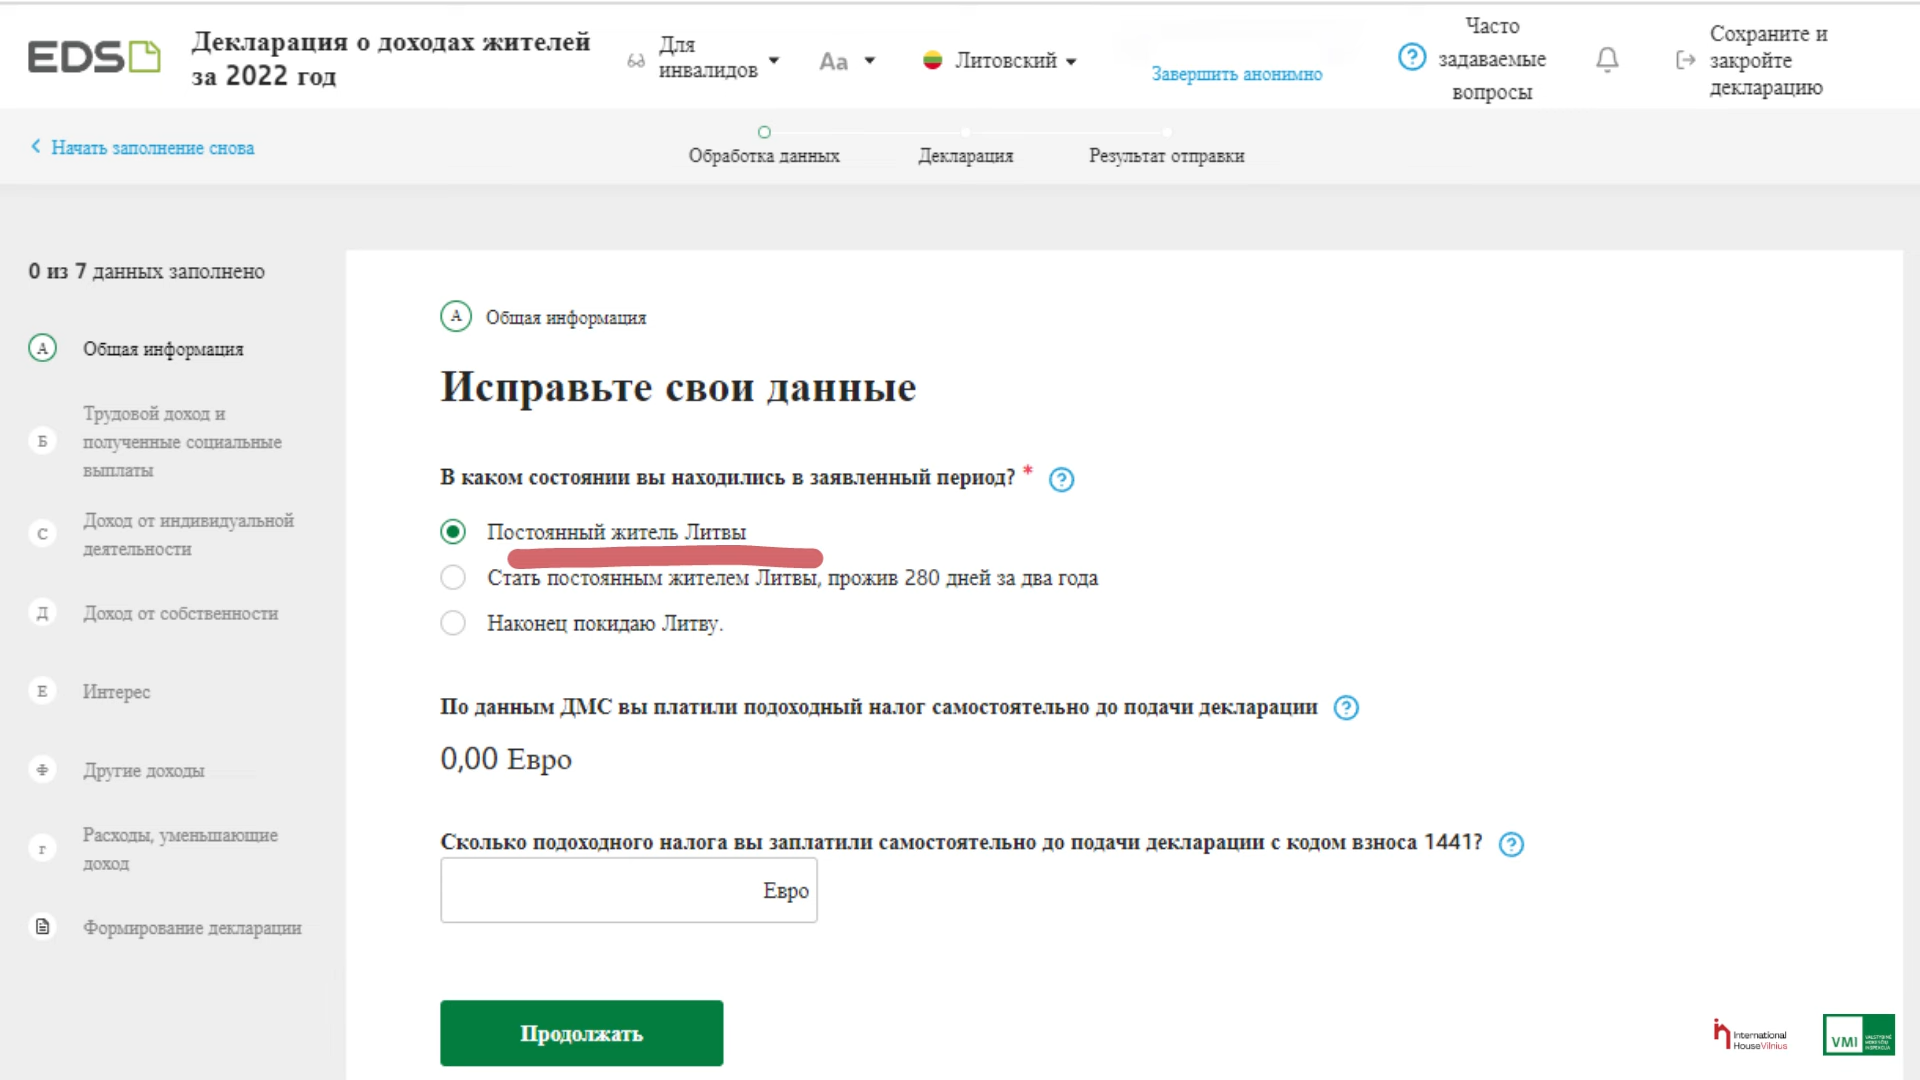 EDS
Декларация о доходах жителей
за 2022 год
Для
инвалидов
Aa
Литовский
Завершить анонимно
Часто
задаваемые
вопросы
Сохраните и
закройте
декларацию
Начать заполнение снова
Обработка данных
Декларация
Результат отправки
0 из 7 данных заполнено
А Общая информация
Б Трудовой доход и
полученные социальные
выплаты
С Доход от индивидуальной
деятельности
Д Доход от собственности
Е Интерес
Ф Другие доходы
г Расходы, уменьшающие
доход
Формирование декларации
А Общая информация
Исправьте свои данные
В каком состоянии вы находились в заявленный период? *
Постоянный житель Литвы
Стать постоянным жителем Литвы, прожив 280 дней за два года
Наконец покидаю Литву.
По данным ДМС вы платили подоходный налог самостоятельно до подачи декларации
0,00 Евро
Сколько подоходного налога вы заплатили самостоятельно до подачи декларации с кодом взноса 1441?
Евро
Продолжать
International
HouseVilnius
VMI